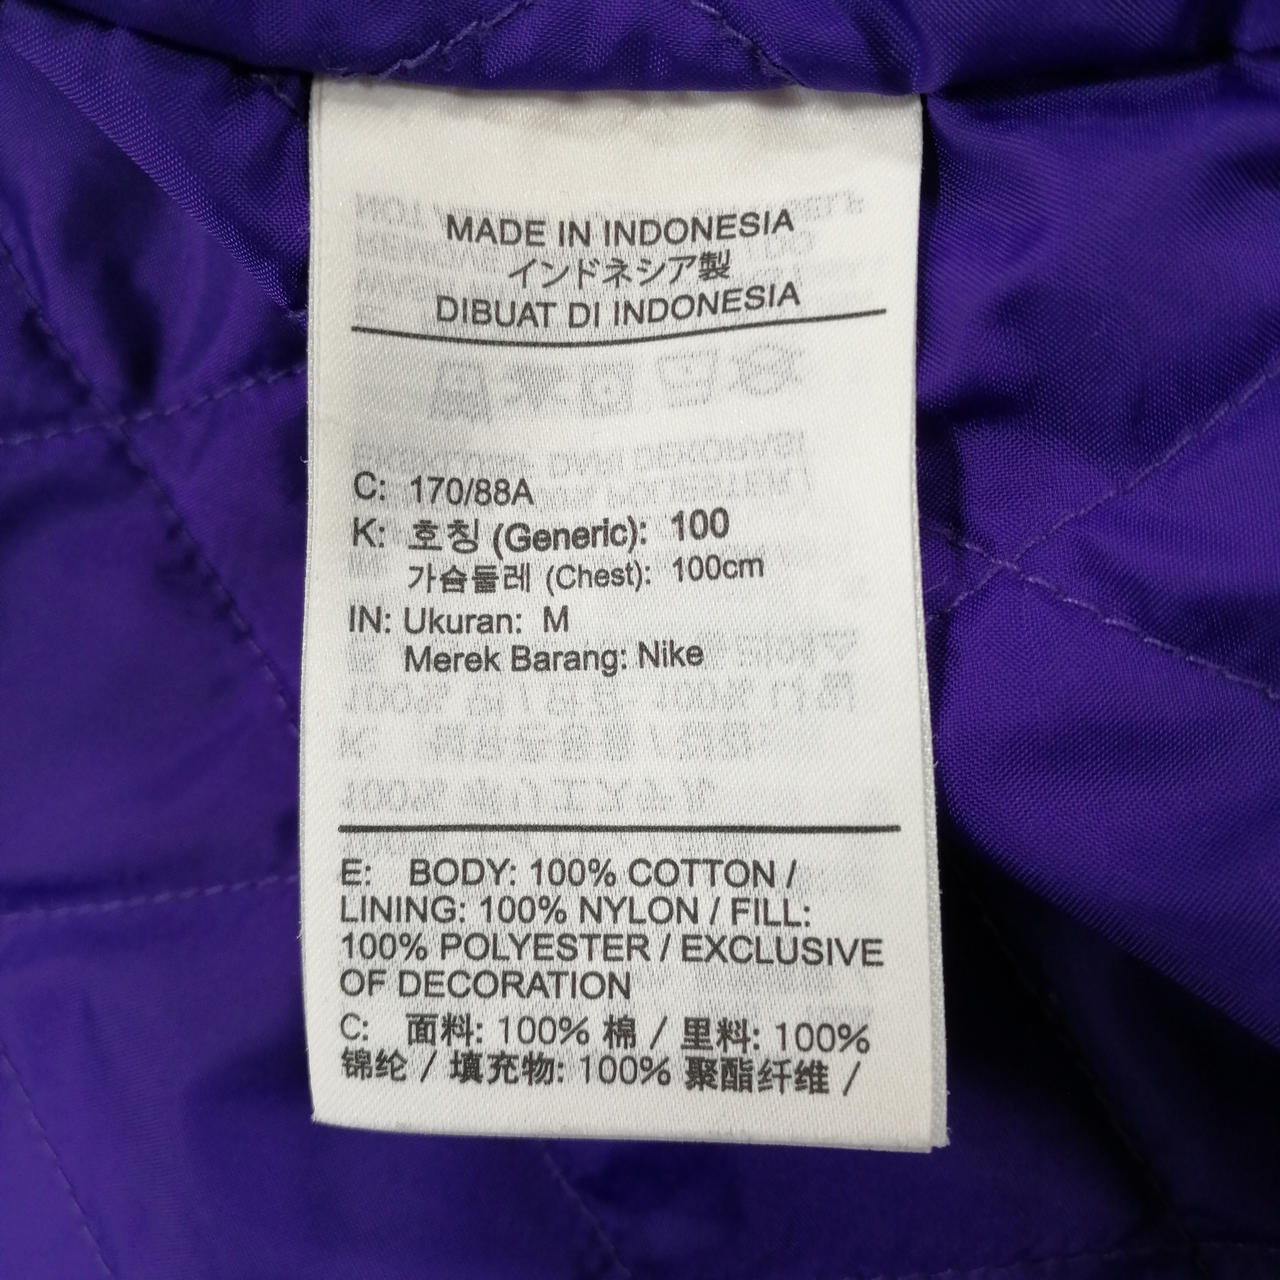 MADE IN INDONESIA
インドネシア製
DIBUAT DI INDONESIA
C: 170/88A
K: 호칭 (Generic): 100
가슴둘레 (Chest): 100cm
IN: Ukuran: M
Merek Barang: Nike
E: BODY: 100% COTTON /
LINING: 100% NYLON / FILL:
100% POLYESTER / EXCLUSIVE
OF DECORATION
C: 面料: 100% 棉 / 里料: 100%
锦纶 / 填充物: 100% 聚酯纤维 /